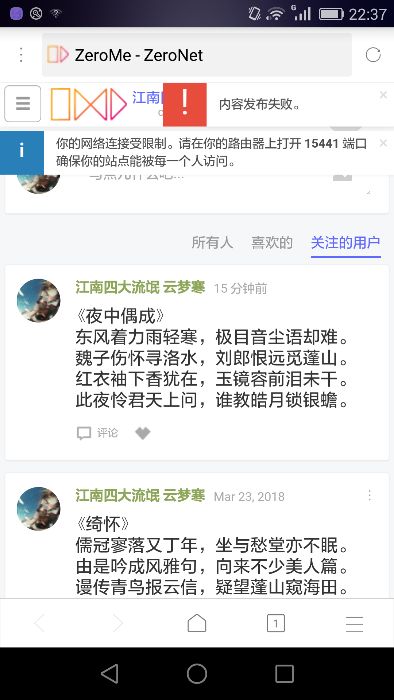 22:37
ZeroMe - ZeroNet
江南
内容发布失败。
你的网络连接受限制。请在你的路由器上打开 15441 端口
确保你的站点能被每一个人访问。
写点儿什么吧...
所有人 喜欢的 关注的用户
江南四大流氓 云梦寒 15 分钟前
《夜中偶成》
东风着力雨轻寒，极目音尘语却难。
魏子伤怀寻洛水，刘郎恨远觅蓬山。
红衣袖下香犹在，玉镜容前泪未干。
此夜怜君天上问，谁教皓月锁银蟾。
评论
江南四大流氓 云梦寒 Mar 23, 2018
《绮怀》
儒冠寥落又丁年，坐与愁堂亦不眠。
由是吟成风雅句，向来不少美人篇。
谩传青鸟报云信，疑望蓬山窥海田。
1